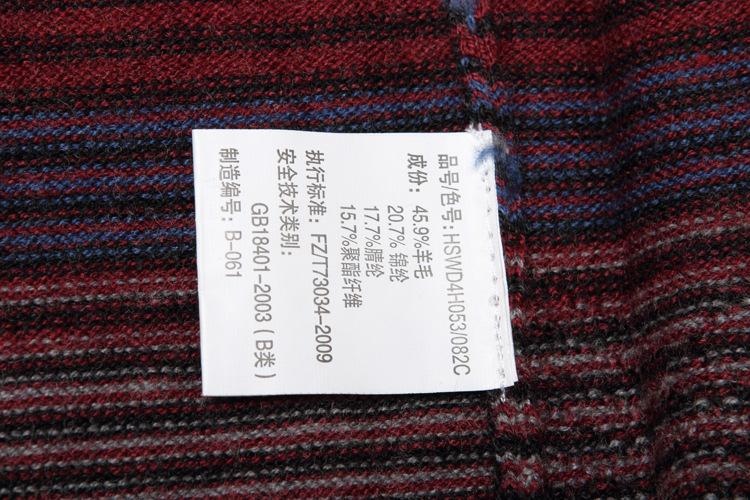 品号/色号：HSWD4H053/082C
成份：45.9%羊毛
20.7% 锦纶
17.7%腈纶
15.7%聚酯纤维
执行标准：FZ/T73034-2009
安全技术类别：
GB18401-2003（B类）
制造编号：B-061